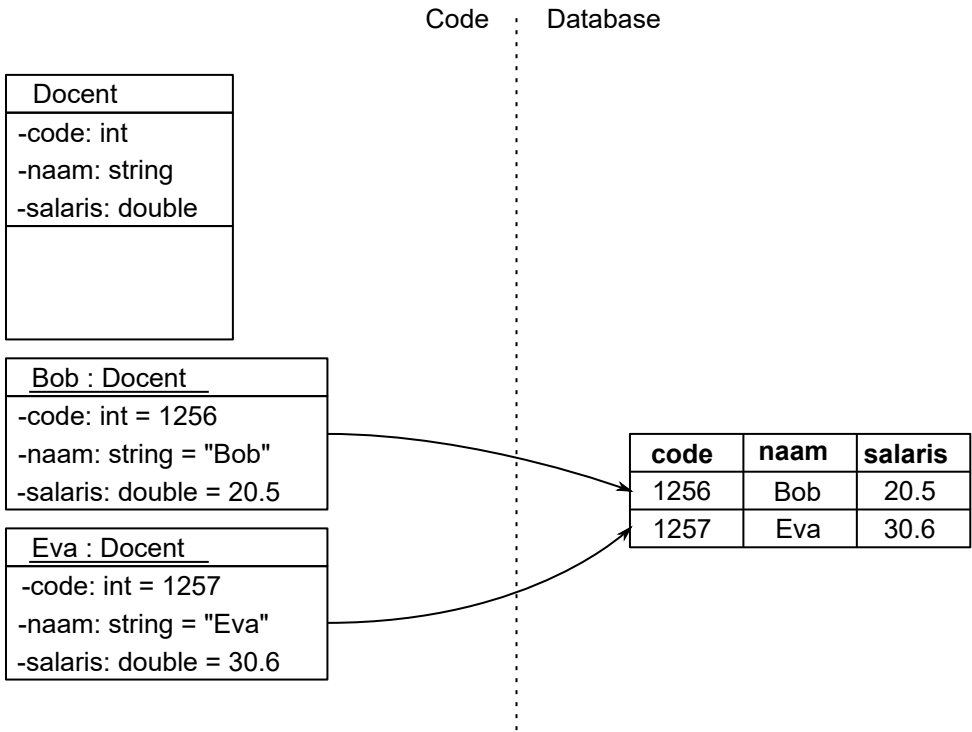 Code Database
Docent
-code: int
-naam: string
-salaris: double
Bob : Docent
-code: int = 1256
-naam: string = "Bob"
-salaris: double = 20.5
Eva : Docent
-code: int = 1257
-naam: string = "Eva"
-salaris: double = 30.6
code naam salaris
1256 Bob 20.5
1257 Eva 30.6